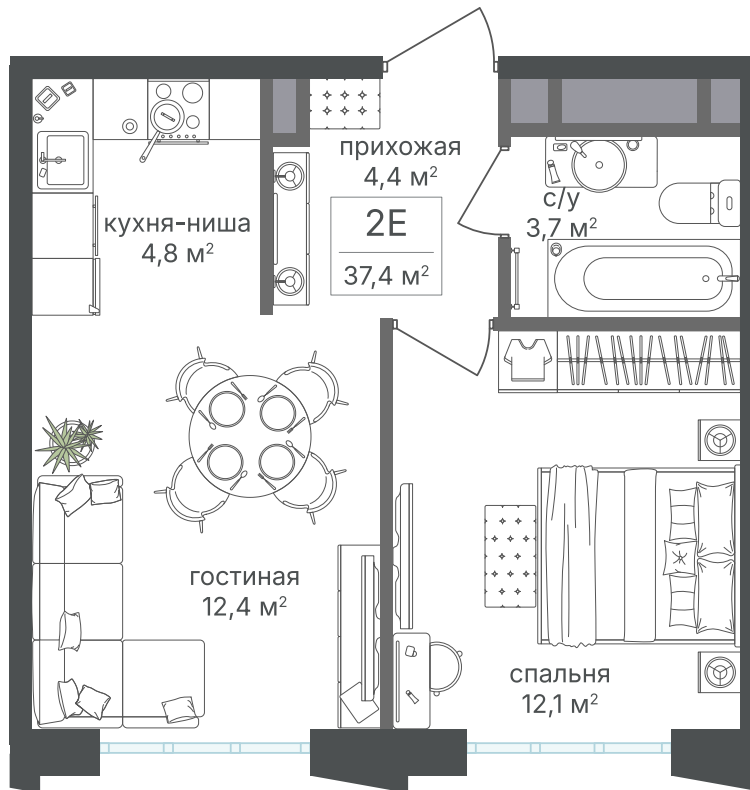 прихожая
4,4 м²
кухня-ниша
4,8 м²
2Е
37,4 м²
с/у
3,7 м²
гостиная
12,4 м²
спальня
12,1 м²